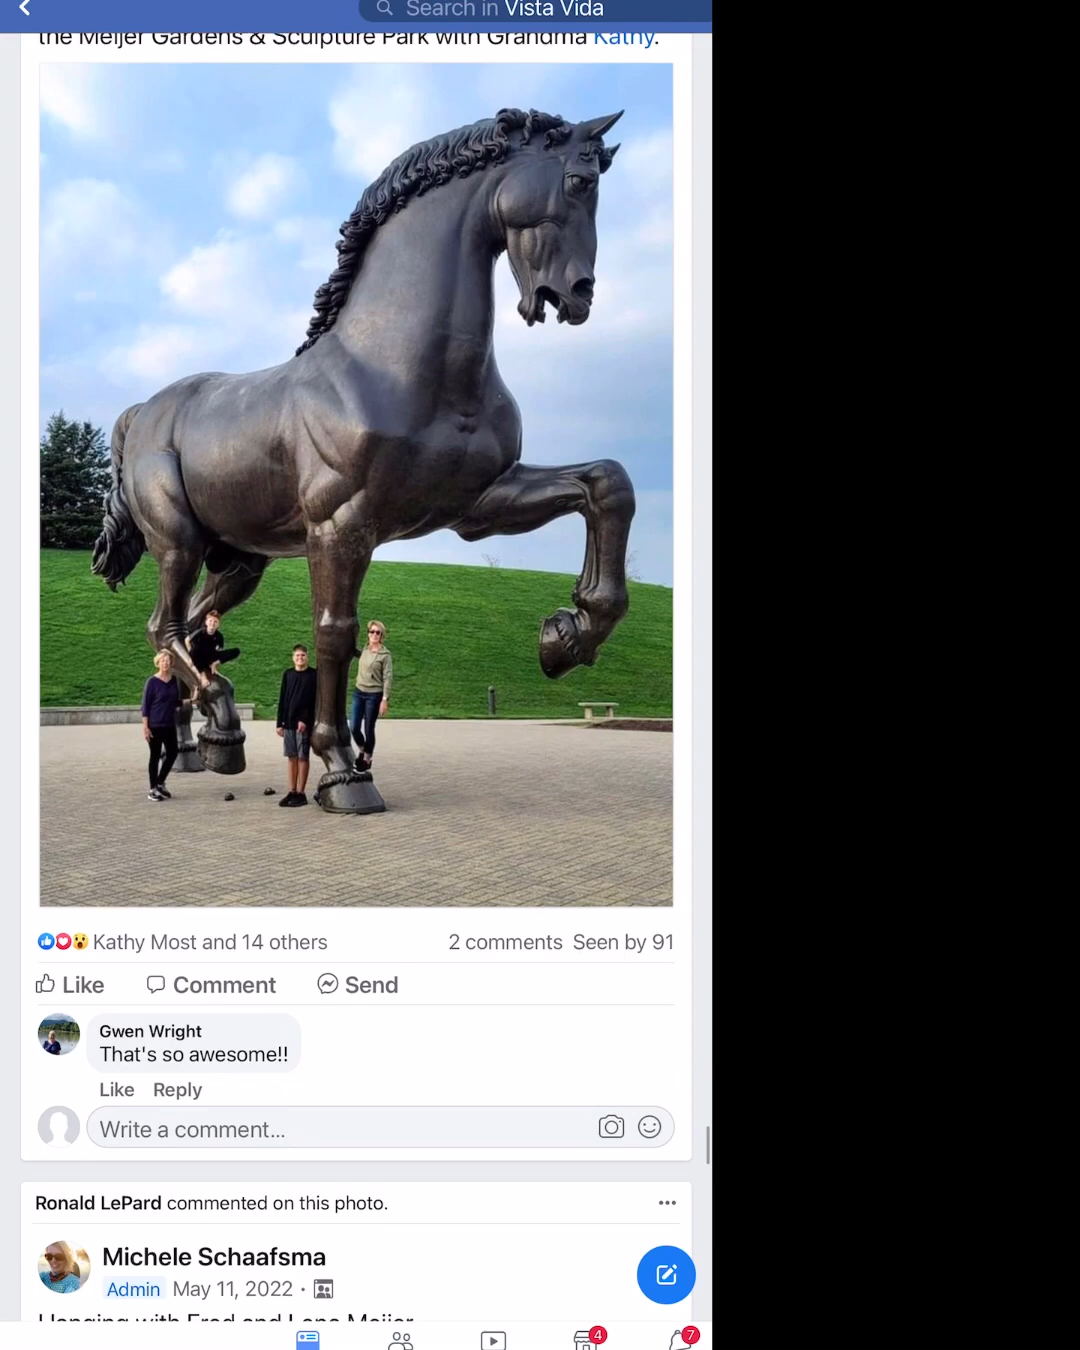 Search in Vista Vida
the Meijer Gardens & Sculpture Park with Grandma Kathy.
Kathy Most and 14 others 2 comments Seen by 91
Like Comment Send
Gwen Wright
That's so awesome!!
Like Reply
Write a comment...
Ronald LePard commented on this photo.
Michele Schaafsma
Admin May 11, 2022 ·
Hanging with Fred and Lena Meijer
4 7